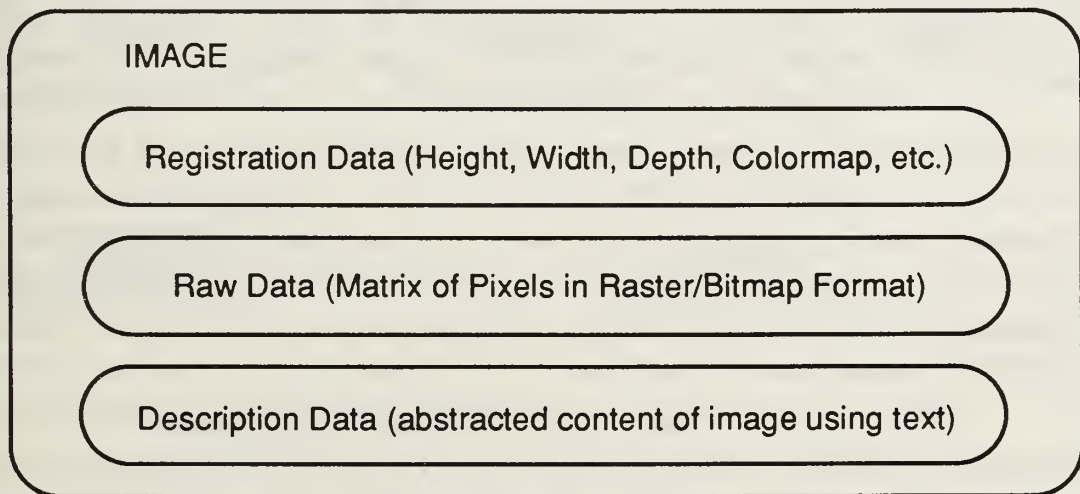 IMAGE
Registration Data (Height, Width, Depth, Colormap, etc.)
Raw Data (Matrix of Pixels in Raster/Bitmap Format)
Description Data (abstracted content of image using text)